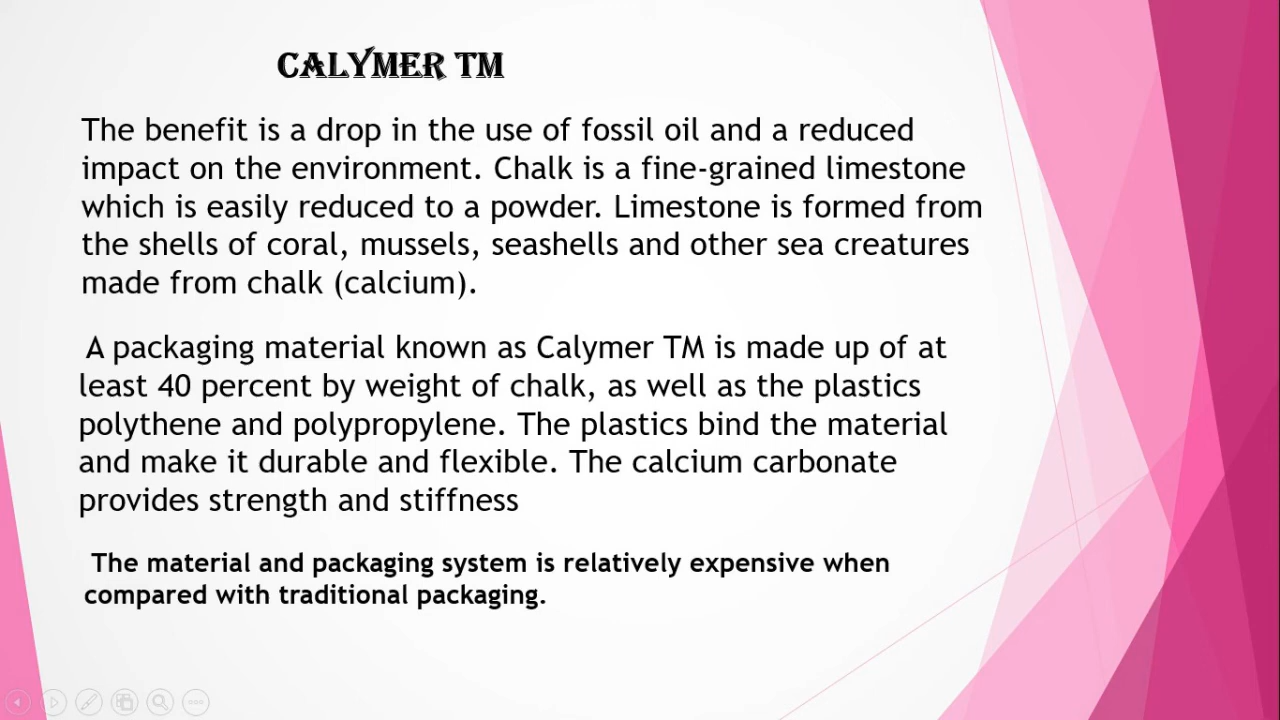 CALYMER TM
The benefit is a drop in the use of fossil oil and a reduced
impact on the environment. Chalk is a fine-grained limestone
which is easily reduced to a powder. Limestone is formed from
the shells of coral, mussels, seashells and other sea creatures
made from chalk (calcium).
A packaging material known as Calymer TM is made up of at
least 40 percent by weight of chalk, as well as the plastics
polythene and polypropylene. The plastics bind the material
and make it durable and flexible. The calcium carbonate
provides strength and stiffness
The material and packaging system is relatively expensive when
compared with traditional packaging.